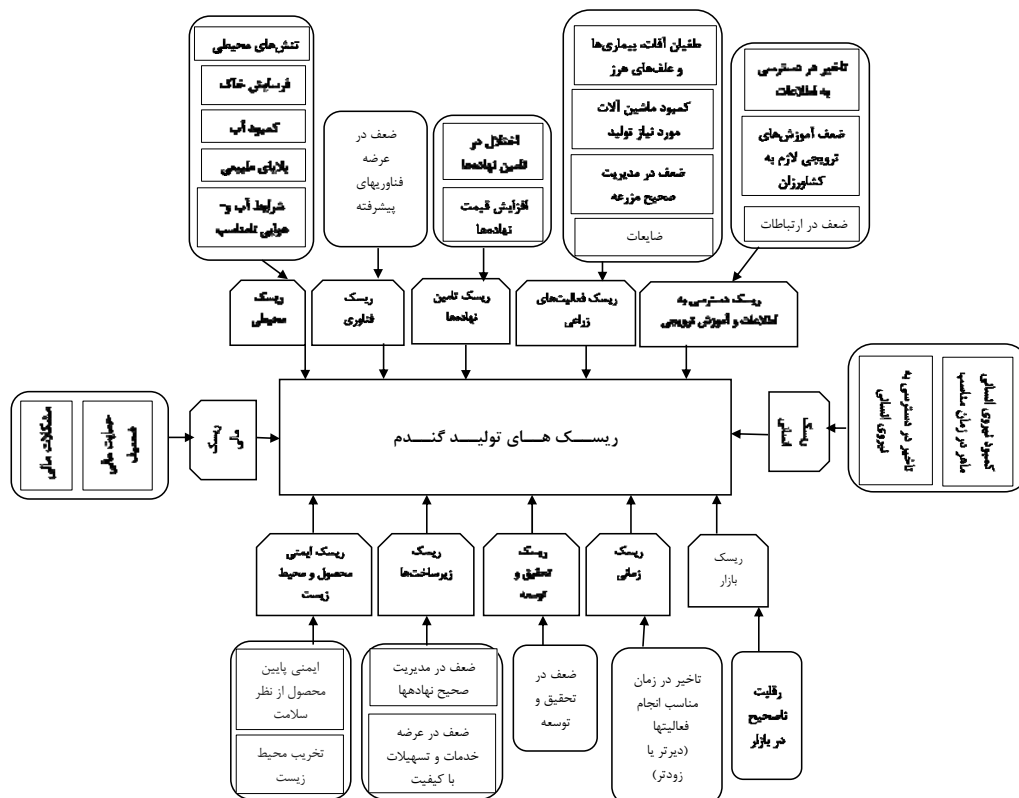 تنش‌های محیطی
فرسایش خاک
کمبود آب
بلایای طبیعی
شرایط آب و-
هوایی نامناسب
ضعف در
عرضه
فناوریهای
پیشرفته
اختلال در
تامین نهاده‌ها
افزایش قیمت
نهاده‌ها
طغیان آفات، بیماری‌ها
و علف‌های هرز
کمبود ماشین آلات
مورد نیاز تولید
ضعف در مدیریت
صحیح مزرعه
ضایعات
تاخیر در دسترسی
به اطلاعات
ضعف آموزش‌های
ترویجی لازم به
کشاورزان
ضعف در ارتباطات
ریسک
محیطی
ریسک
فناوری
ریسک تامین
نهاده‌ها
ریسک فعالیت‌های
زراعی
ریسک دسترسی به
اطلاعات و آموزش ترویجی
مشکلات مالی
حمایت مالی
ضعیف
ریسک
مالی
ریسک های تولید گندم
ریسک
انسانی
تاخیر در دسترسی به
نیروی انسانی
کمبود نیروی انسانی
ماهر در زمان مناسب
ریسک ایمنی
محصول و محیط
زیست
ریسک
زیرساخت‌ها
ریسک
تحقیق و
توسعه
ریسک
زمانی
ریسک
بازار
ایمنی پایین
محصول از نظر
سلامت
تخریب محیط
زیست
ضعف در مدیریت
صحیح نهادهها
ضعف در عرضه
خدمات و تسهیلات
با کیفیت
ضعف در
تحقیق و
توسعه
تاخیر در زمان
مناسب انجام
فعالیتها
(دیرتر یا
زودتر)
رقابت
ناصحیح
در بازار